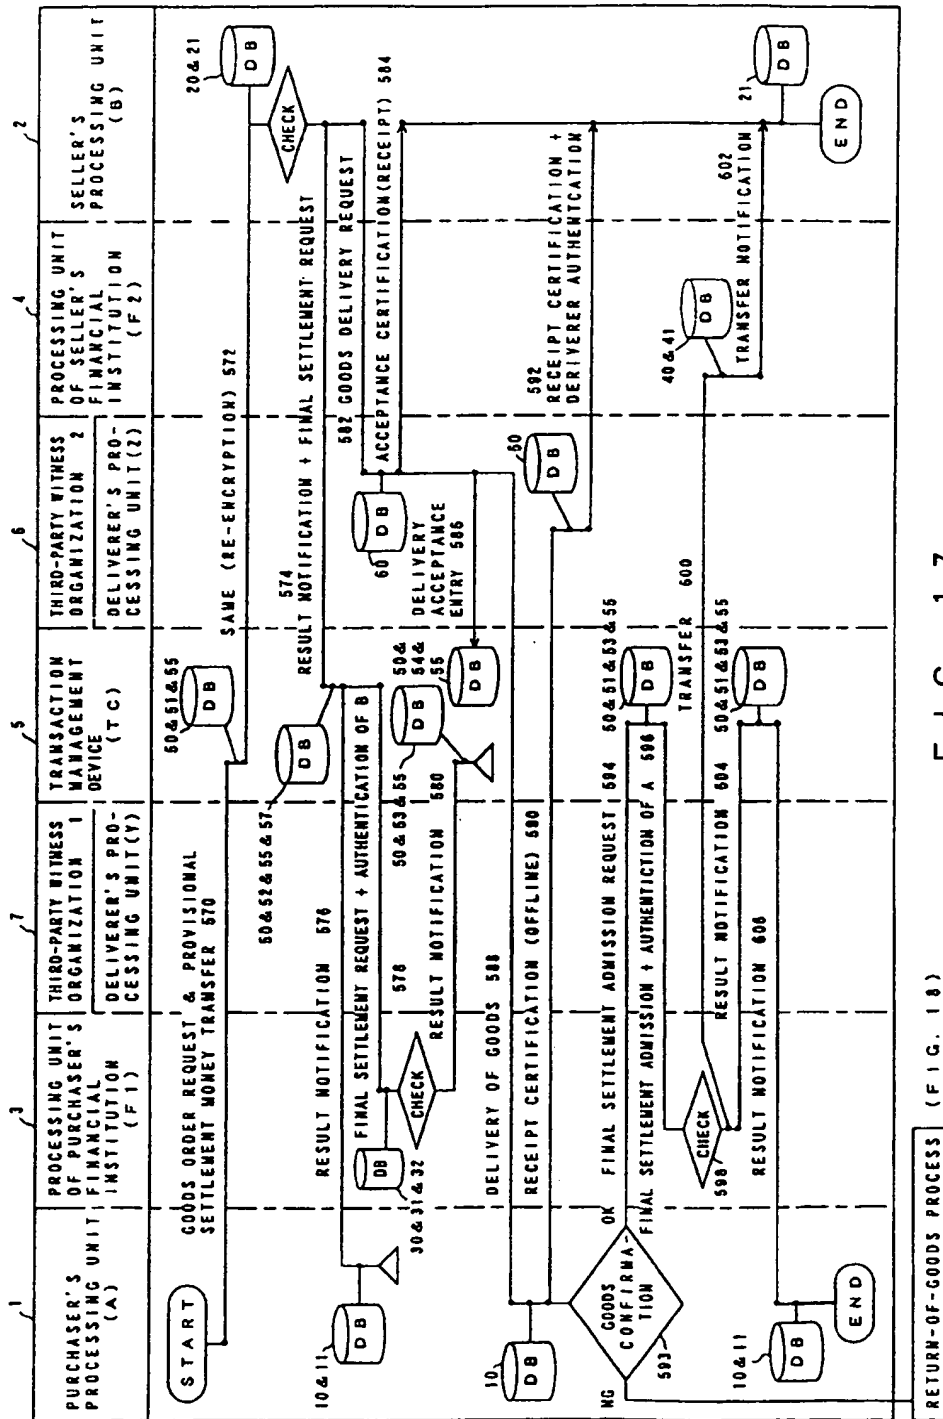 1
PURCHASER'S
PROCESSING UNIT
(A)
3
PROCESSING UNIT
OF PURCHASER'S
FINANCIAL
INSTITUTION
(F1)
7
THIRD-PARTY WITNESS
ORGANIZATION 1
DELIVERER'S PRO-
CESSING UNIT(Y)
5
TRANSACTION
MANAGEMENT
DEVICE
(TC)
6
THIRD-PARTY WITNESS
ORGANIZATION 2
DELIVERER'S PRO-
CESSING UNIT(2)
4
PROCESSING UNIT
OF SELLER'S
FINANCIAL
INSTITUTION
(F2)
2
SELLER'S
PROCESSING UNIT
(B)
START
GOODS ORDER REQUEST & PROVISIONAL
SETTLEMENT MONEY TRANSFER 570
50&51&55
DB
SAME (RE-ENCRYPTION) 572
20&21
DB
CHECK
574
RESULT NOTIFICATION + FINAL SETTLEMENT REQUEST
50&52&55&57
DB
RESULT NOTIFICATION 576
10&11
DB
FINAL SETTLEMENT REQUEST + AUTHENTICATION OF B
578
DB
30&31&32
CHECK
RESULT NOTIFICATION 580
50&53&55
DB
582 GOODS DELIVERY REQUEST
60
DB
ACCEPTANCE CERTIFICATION(RECEIPT) 584
DELIVERY
ACCEPTANCE
ENTRY 586
50&
54&
55
DB
DELIVERY OF GOODS 588
10
DB
RECEIPT CERTIFICATION (OFFLINE) 590
50
DB
592
RECEIPT CERTIFICATION +
DERIVERER AUTHENTCATION
GOODS
CONFIRMA-
TION
593
NG
OK
FINAL SETTLEMENT ADMISSION REQUEST 594
50&51&53&55
DB
FINAL SETTLEMENT ADMISSION + AUTHENTICTION OF A 596
CHECK
598
TRANSFER 600
40&41
DB
TRANSFER NOTIFICATION
602
21
DB
END
RESULT NOTIFICATION 604
50&51&53&55
DB
RESULT NOTIFICATION 606
10&11
DB
END
RETURN-OF-GOODS PROCESS (FIG. 18)
FIG. 17